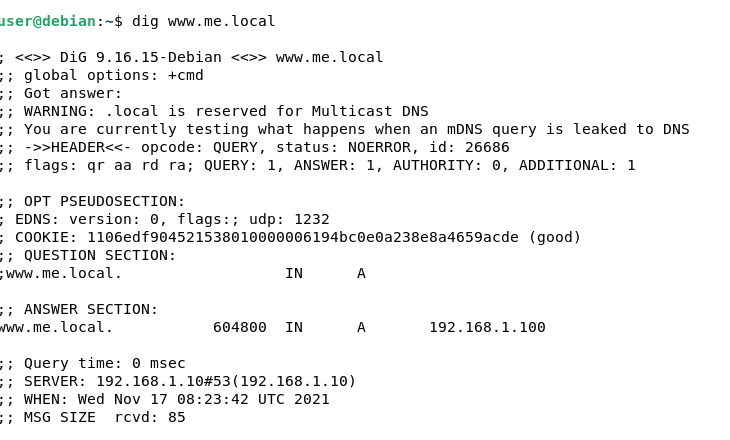 user@debian:~$ dig www.me.local
; <<>> DiG 9.16.15-Debian <<>> www.me.local
;; global options: +cmd
;; Got answer:
;; WARNING: .local is reserved for Multicast DNS
;; You are currently testing what happens when an mDNS query is leaked to DNS
;; ->>HEADER<<- opcode: QUERY, status: NOERROR, id: 26686
;; flags: qr aa rd ra; QUERY: 1, ANSWER: 1, AUTHORITY: 0, ADDITIONAL: 1
;; OPT PSEUDOSECTION:
; EDNS: version: 0, flags:; udp: 1232
; COOKIE: 1106edf904521538010000006194bc0e0a238e8a4659acde (good)
;; QUESTION SECTION:
;www.me.local. IN A
;; ANSWER SECTION:
www.me.local. 604800 IN A 192.168.1.100
;; Query time: 0 msec
;; SERVER: 192.168.1.10#53(192.168.1.10)
;; WHEN: Wed Nov 17 08:23:42 UTC 2021
;; MSG SIZE rcvd: 85